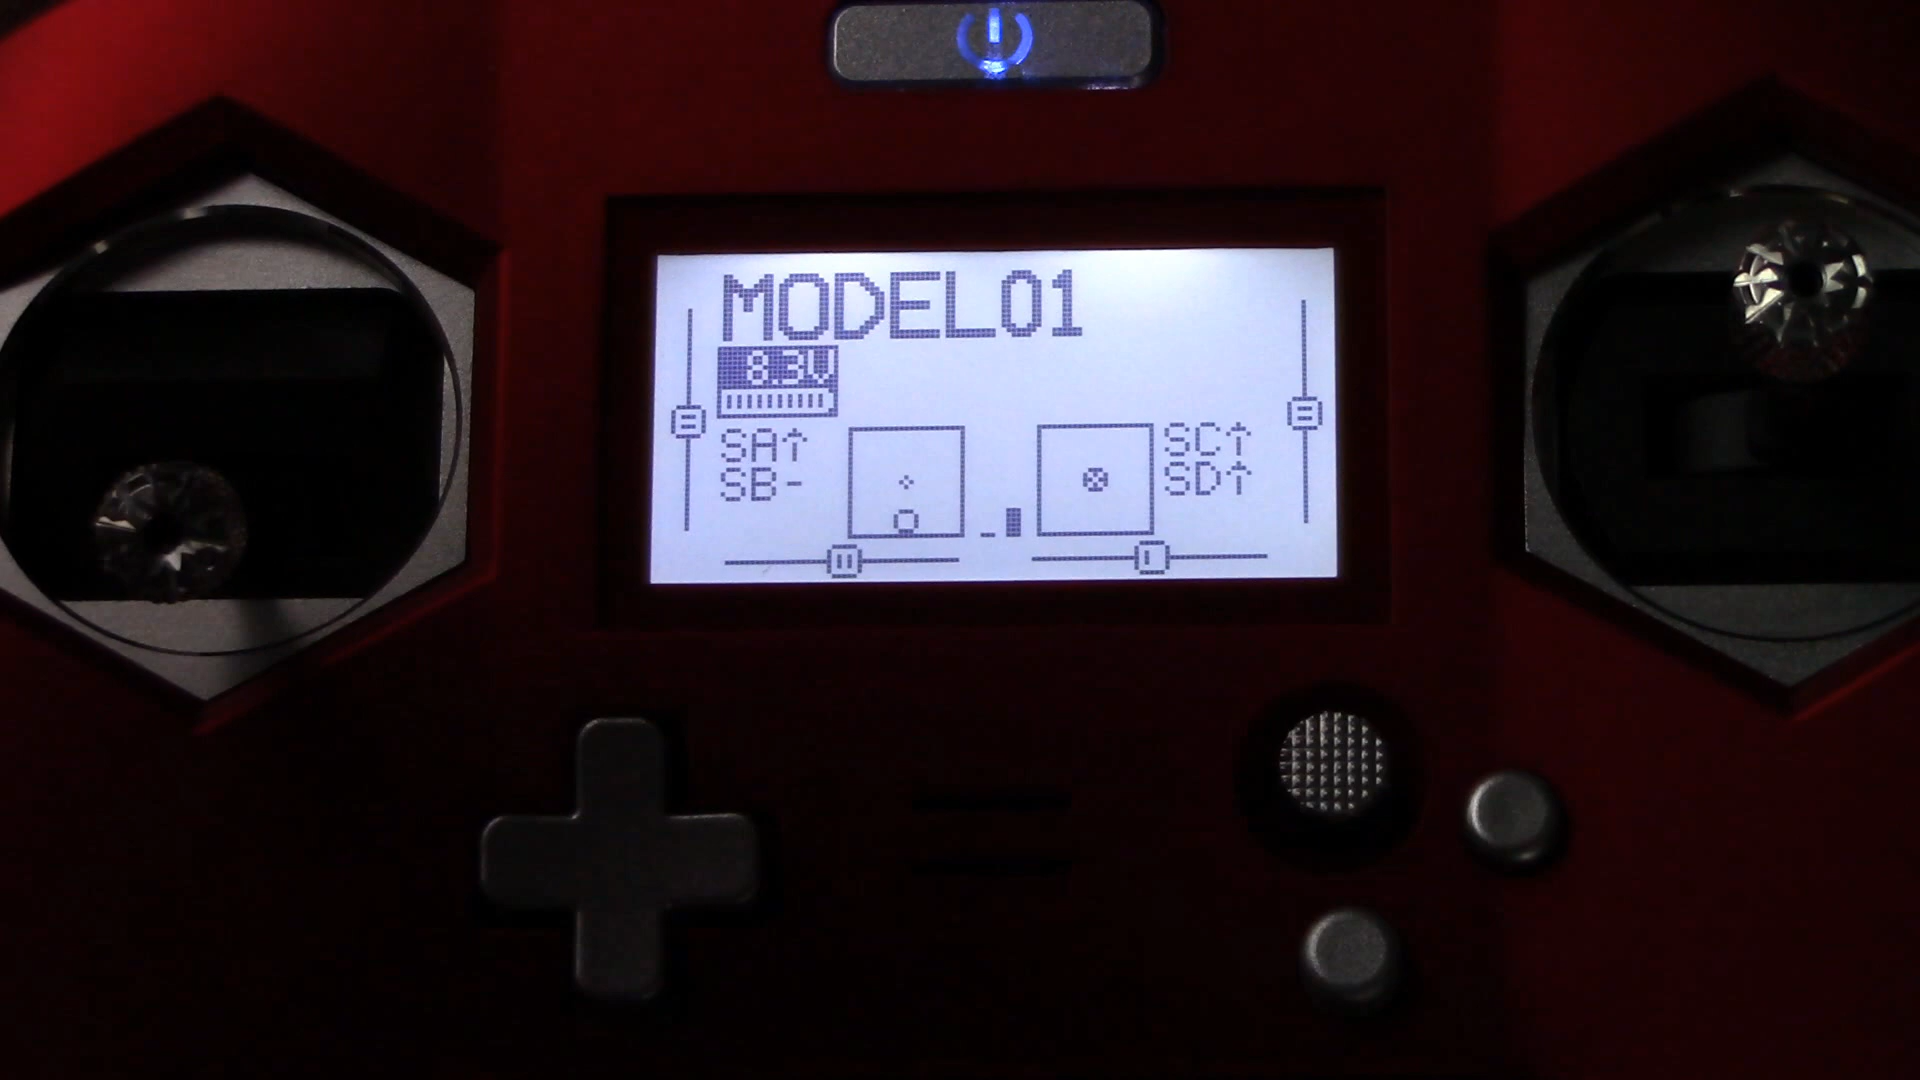 MODEL01
8.3V
SA↑
SB-
SC↑
SD↑